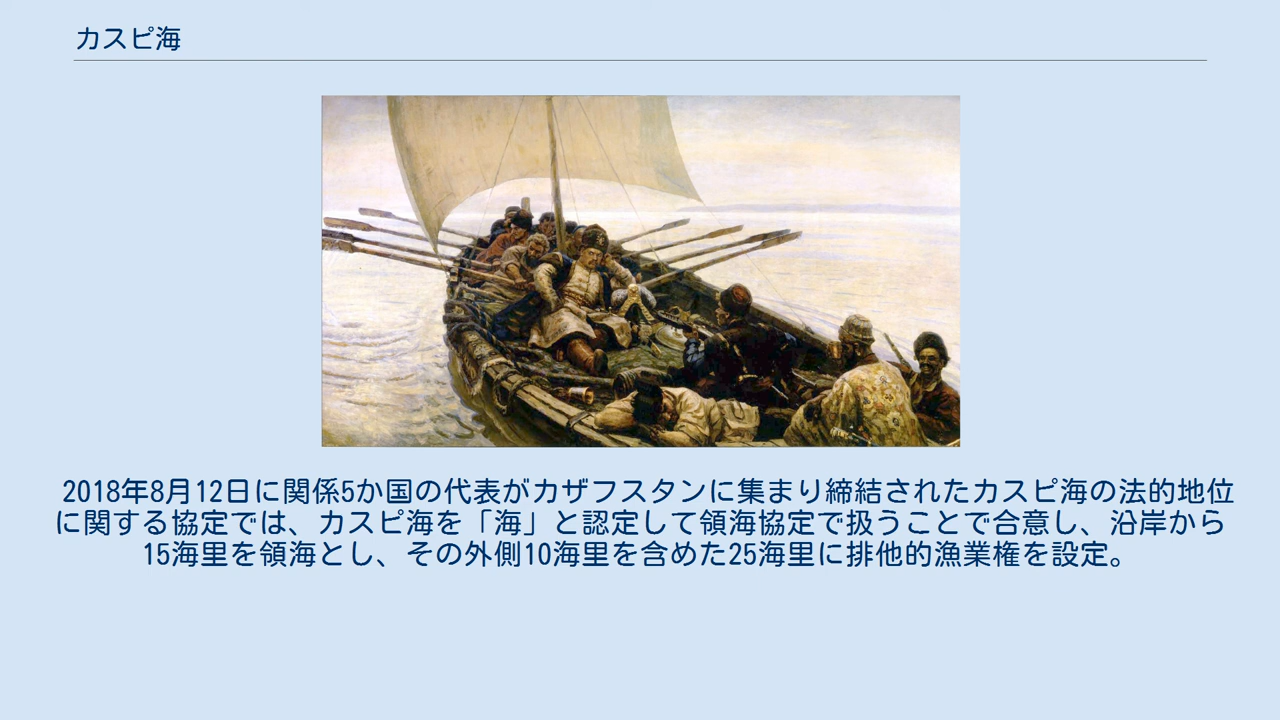 カスピ海
2018年8月12日に関係5か国の代表がカザフスタンに集まり締結されたカスピ海の法的地位
に関する協定では、カスピ海を「海」と認定して領海協定で扱うことで合意し、沿岸から
15海里を領海とし、その外側10海里を含めた25海里に排他的漁業権を設定。